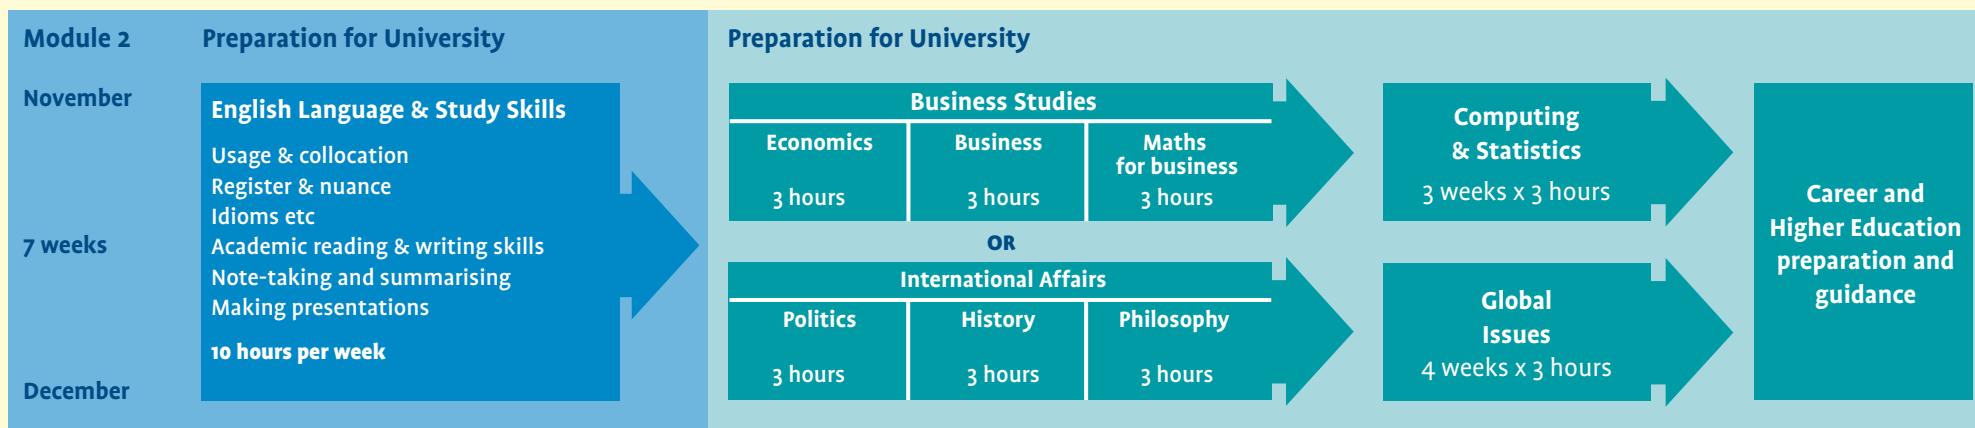 Module 2
Preparation for University
November
7 weeks
December
English Language & Study Skills
Usage & collocation
Register & nuance
Idioms etc
Academic reading & writing skills
Note-taking and summarising
Making presentations
10 hours per week
Preparation for University
Business Studies
Economics
3 hours
Business
3 hours
Maths
for business
3 hours
OR
International Affairs
Politics
3 hours
History
3 hours
Philosophy
3 hours
Computing
& Statistics
3 weeks x 3 hours
Global
Issues
4 weeks x 3 hours
Career and
Higher Education
preparation and
guidance